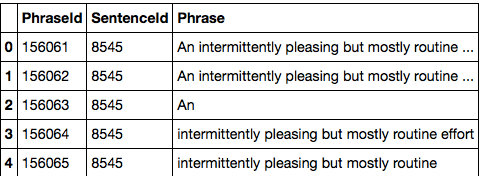 PhraseId SentenceId Phrase
0 156061 8545 An intermittently pleasing but mostly routine ...
1 156062 8545 An intermittently pleasing but mostly routine ...
2 156063 8545 An
3 156064 8545 intermittently pleasing but mostly routine effort
4 156065 8545 intermittently pleasing but mostly routine